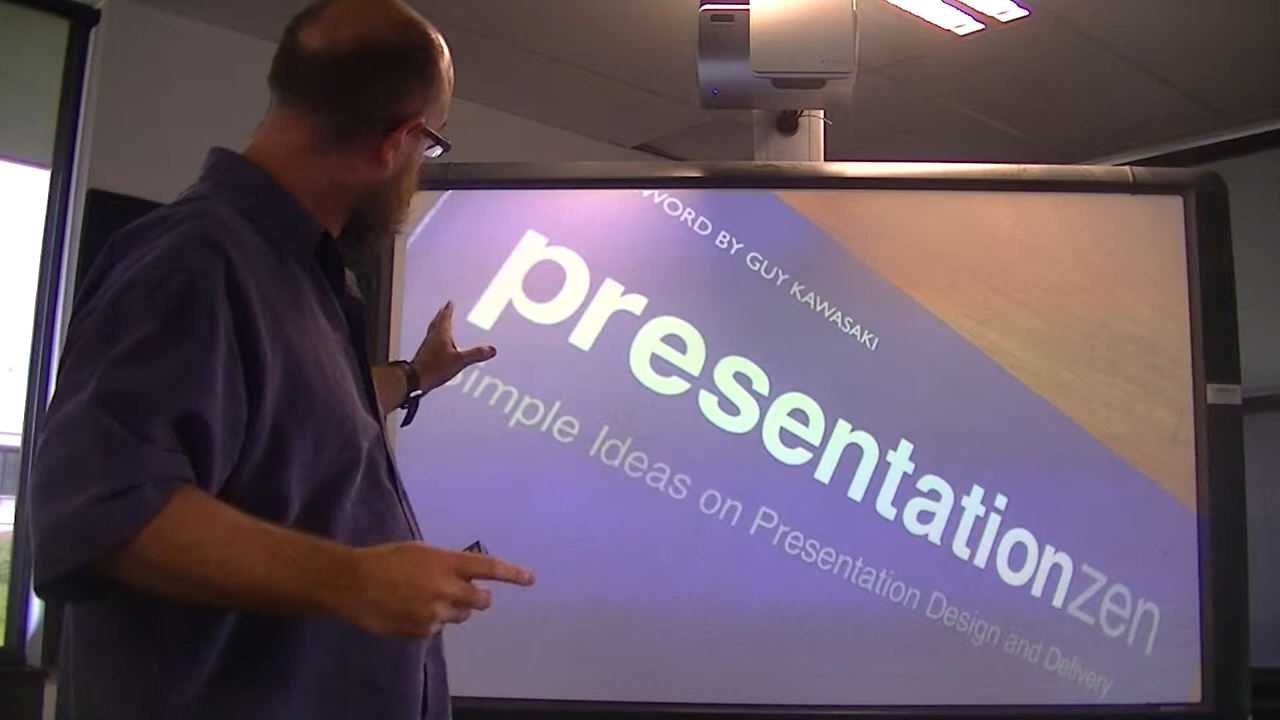 WORD BY GUY KAWASAKI
presentationzen
Simple Ideas on Presentation Design and Delivery